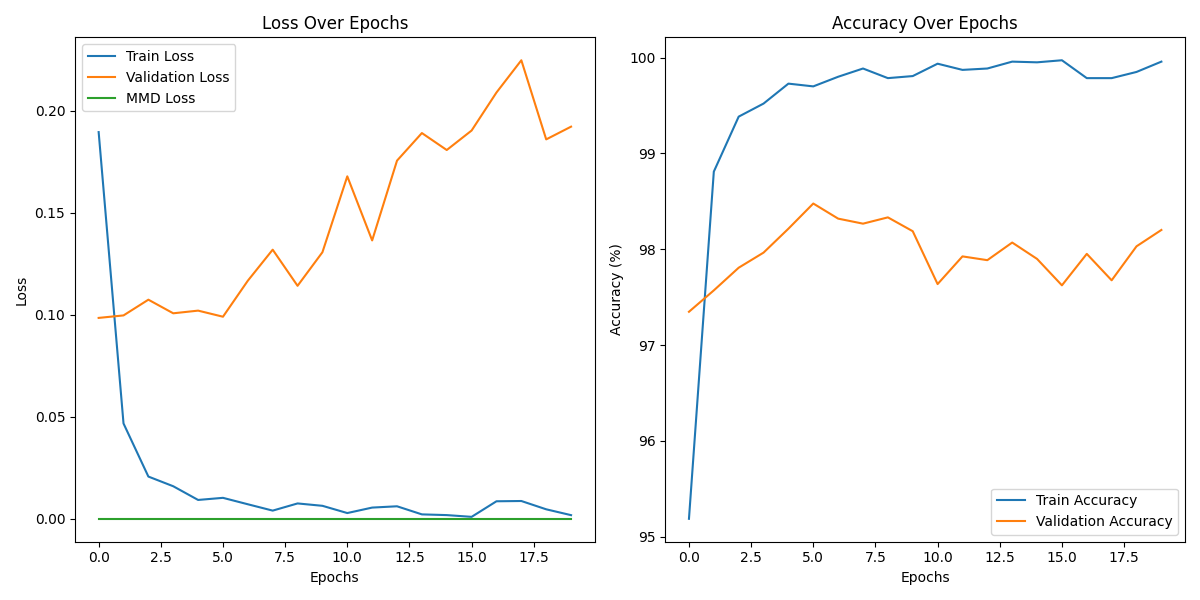 Loss Over Epochs
Train Loss
Validation Loss
MMD Loss
0.20
0.15
0.10
0.05
0.00
Loss
0.0 2.5 5.0 7.5 10.0 12.5 15.0 17.5
Epochs
Accuracy Over Epochs
100
99
98
97
96
95
Accuracy (%)
Train Accuracy
Validation Accuracy
0.0 2.5 5.0 7.5 10.0 12.5 15.0 17.5
Epochs